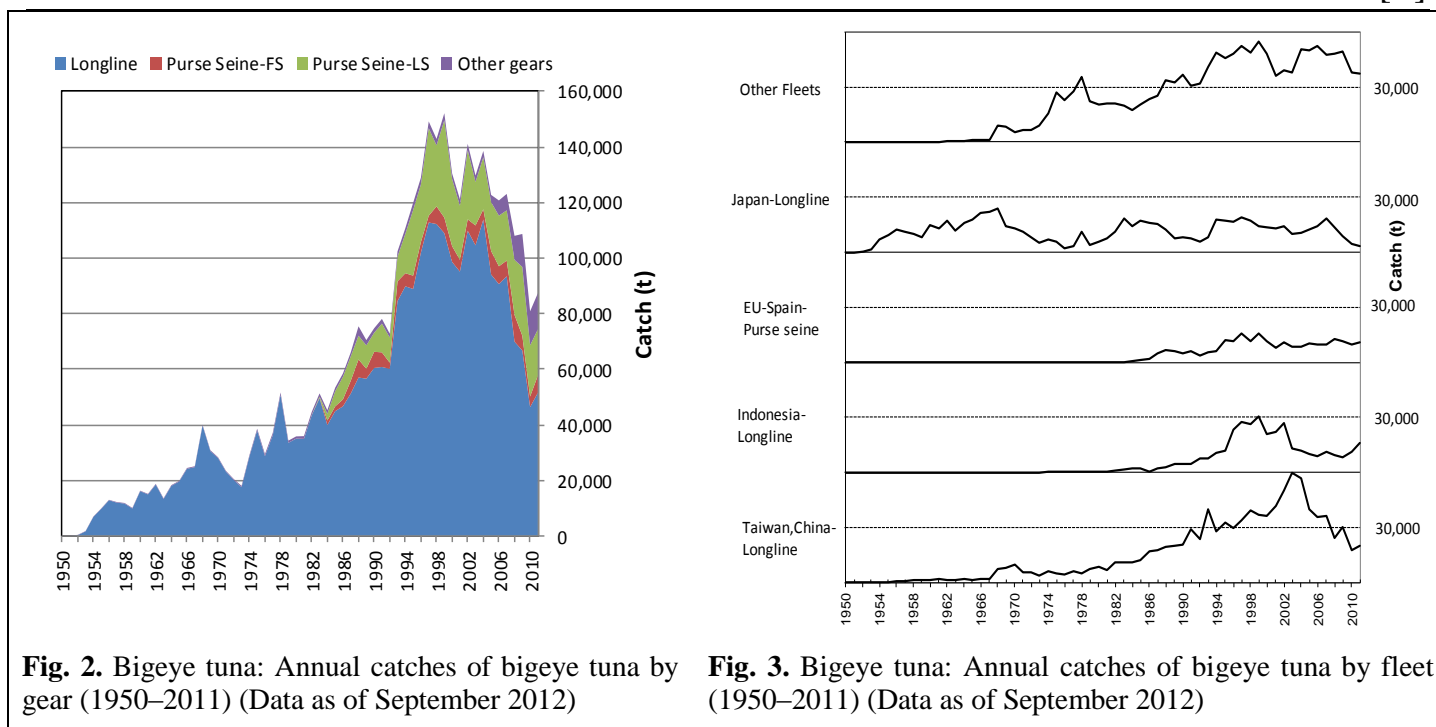 Longline Purse Seine-FS Purse Seine-LS Other gears
160,000
140,000
120,000
100,000
80,000
60,000
40,000
20,000
0
Catch (t)
1950 1954 1958 1962 1966 1970 1974 1978 1982 1986 1990 1994 1998 2002 2006 2010
Fig. 2. Bigeye tuna: Annual catches of bigeye tuna by
gear (1950–2011) (Data as of September 2012)
Other Fleets
30,000
Japan-Longline
30,000
EU-Spain-
Purse seine
30,000
Indonesia-
Longline
30,000
Taiwan,China-
Longline
30,000
Catch (t)
1950 1954 1958 1962 1966 1970 1974 1978 1982 1986 1990 1994 1998 2002 2006 2010
Fig. 3. Bigeye tuna: Annual catches of bigeye tuna by fleet
(1950–2011) (Data as of September 2012)